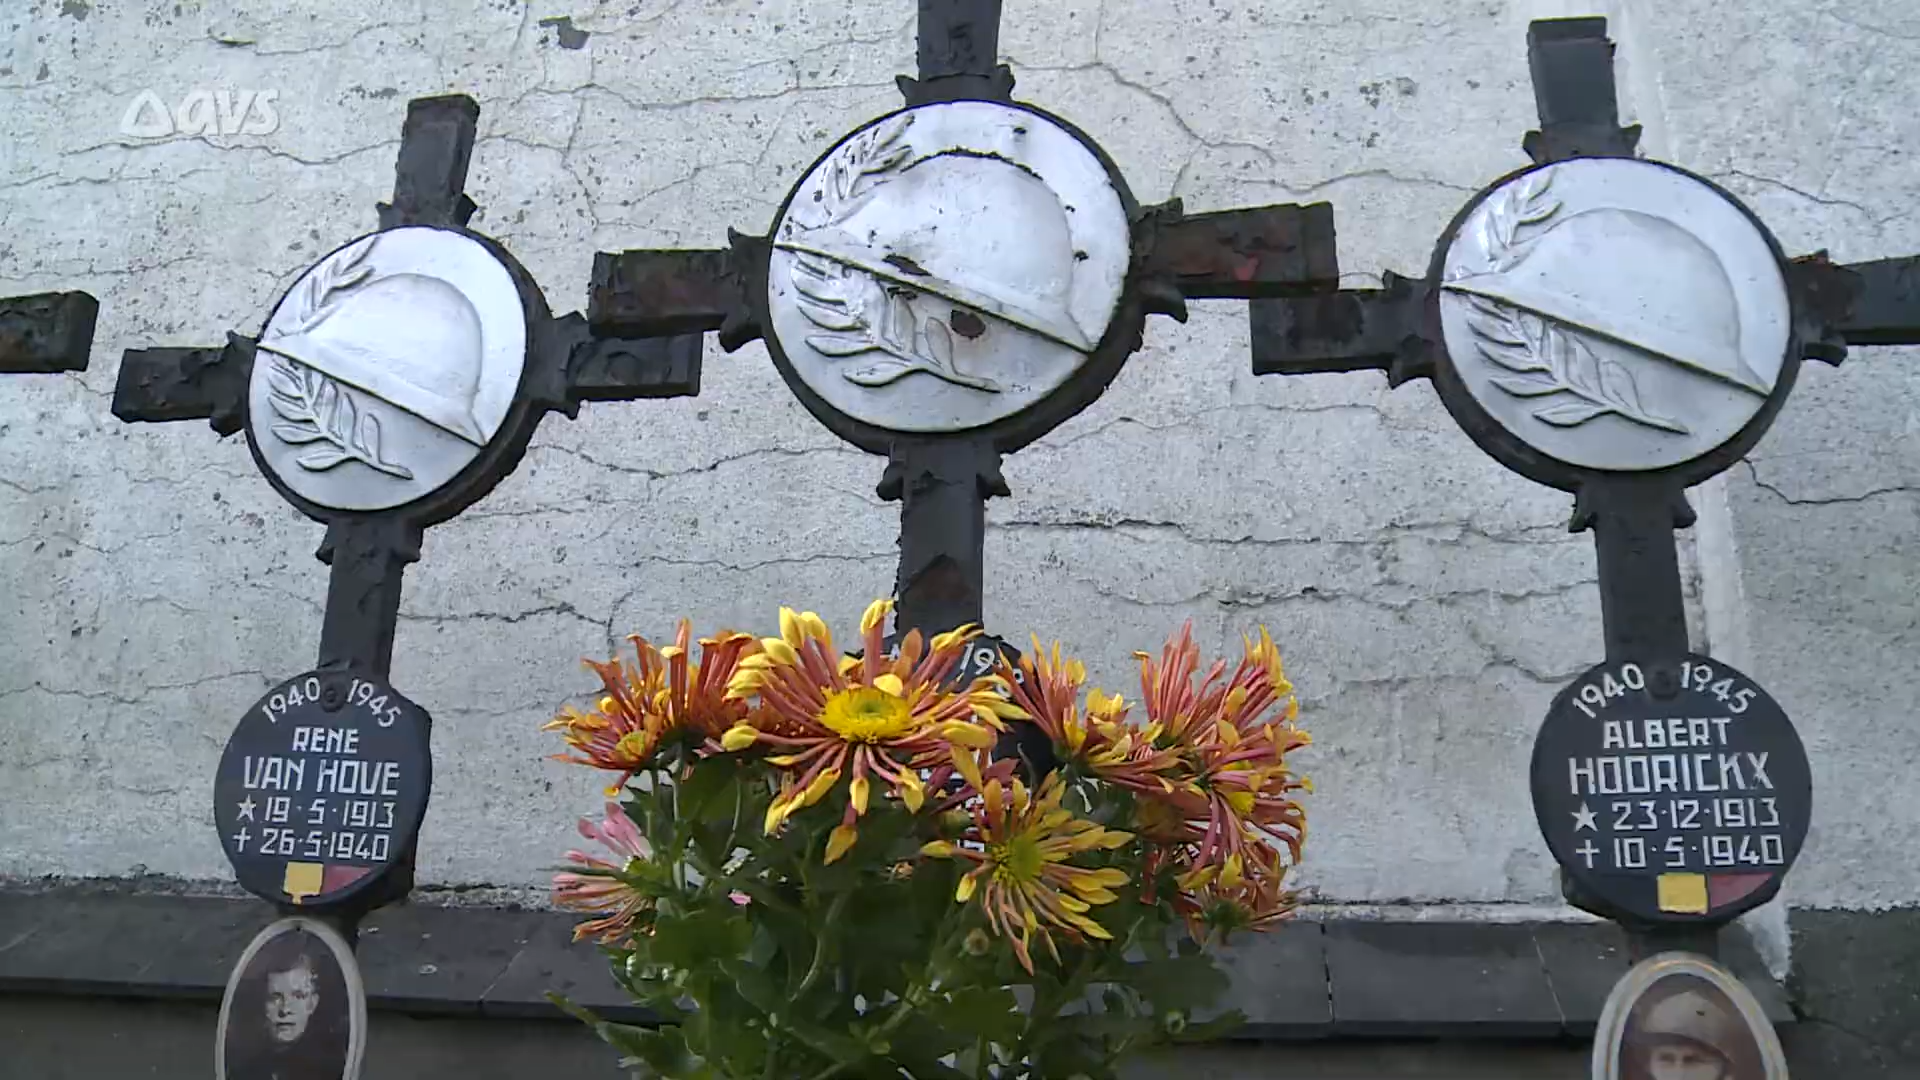 avs
1940 1945
RENE
VAN HOVE
★ 19·5·1913
+ 26·5·1940
1940 1945
ALBERT
HOORICKX
★ 23·12·1913
+ 10·5·1940